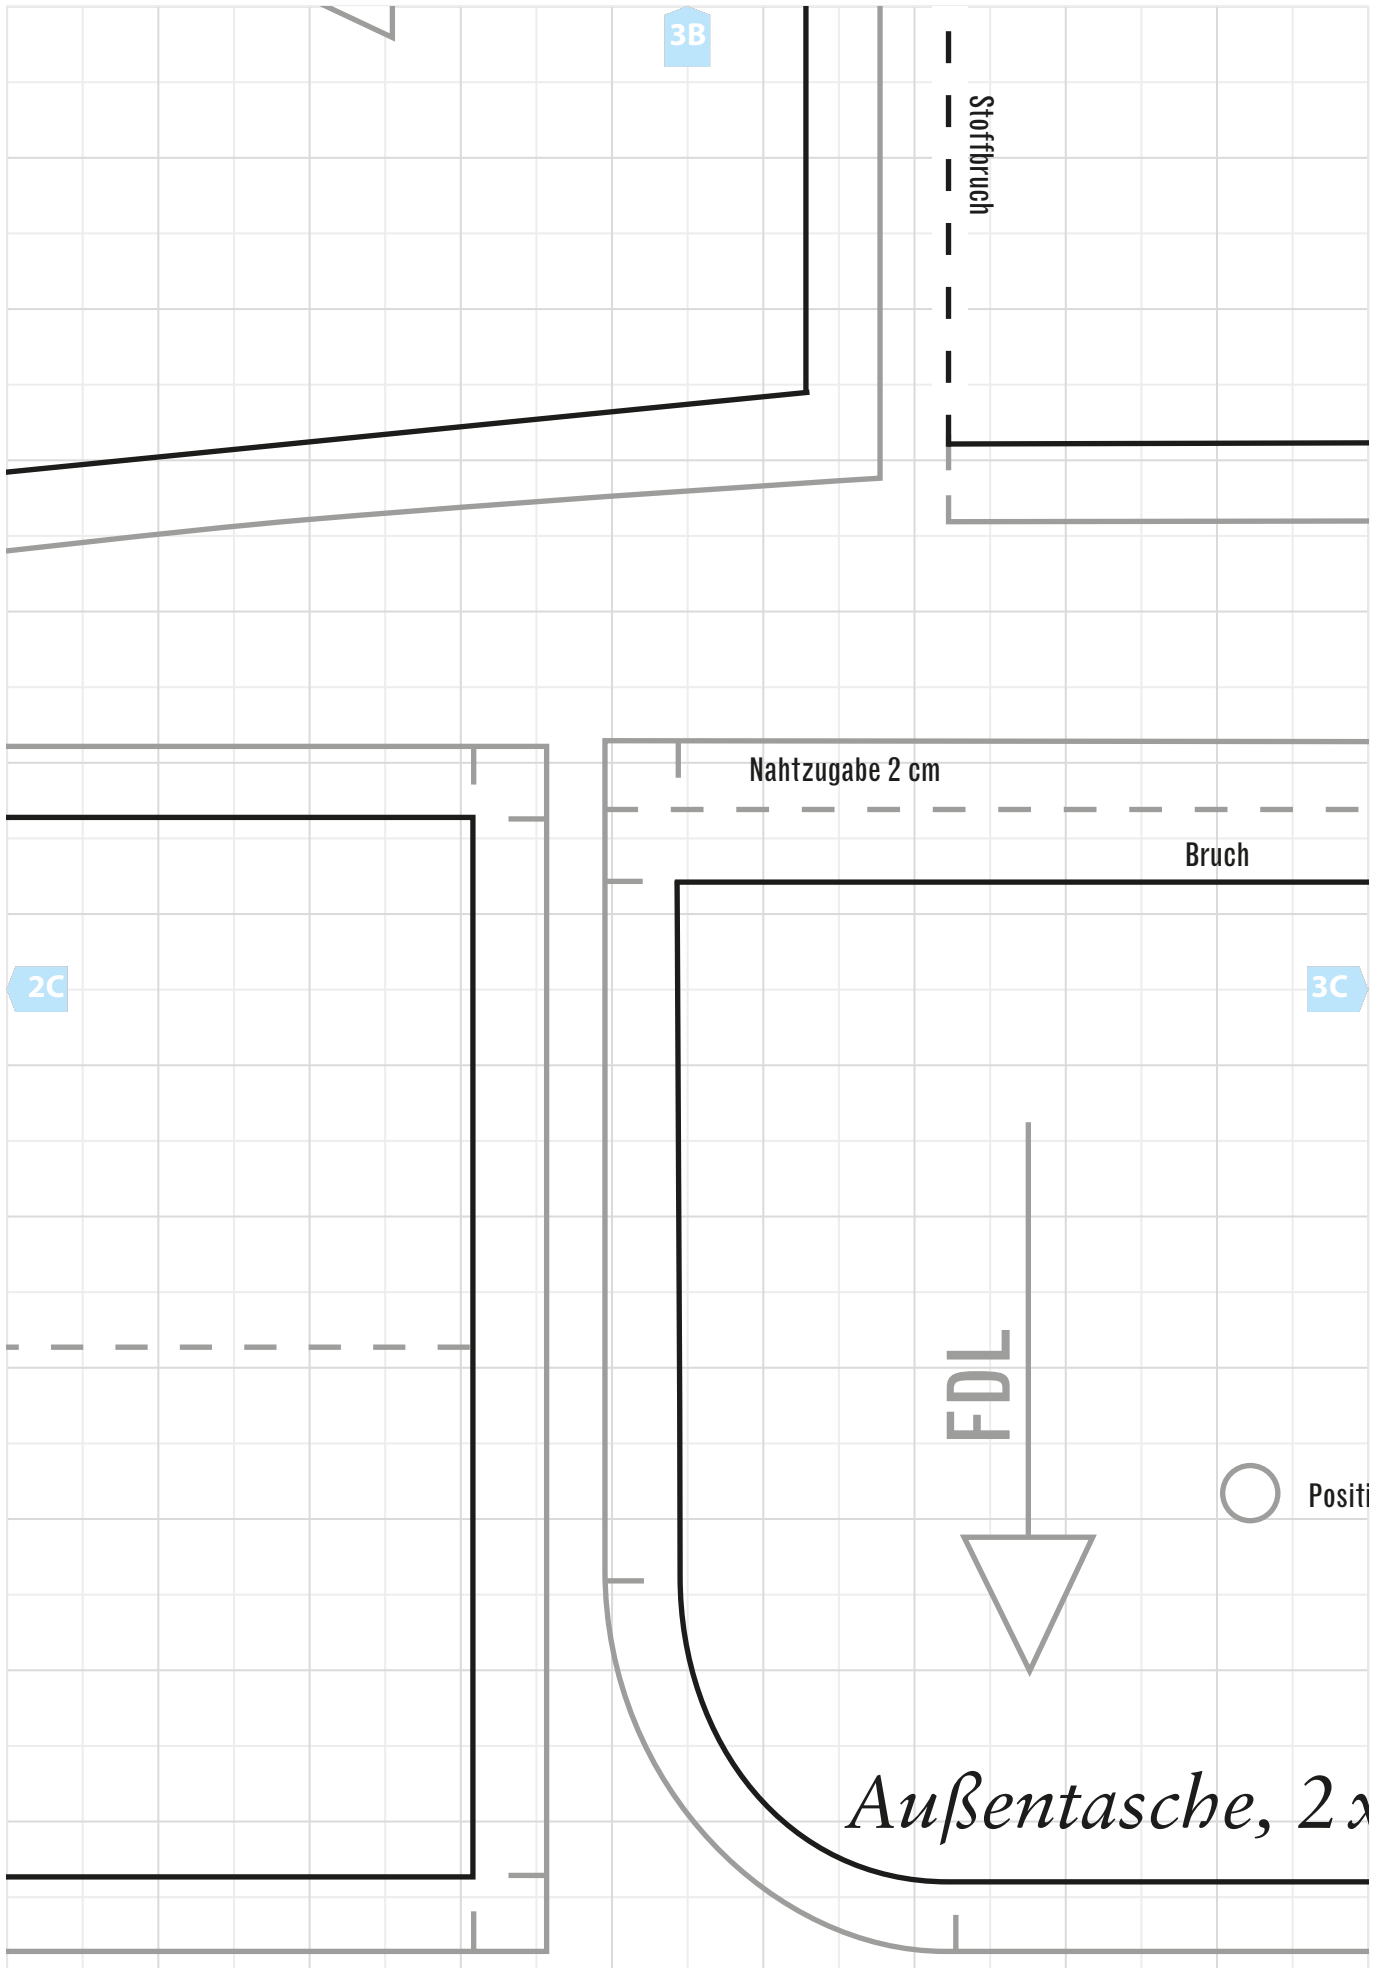 3B
Stoffbruch
Nahtzugabe 2 cm
Bruch
2C
3C
FDL
Positi
Außentasche, 2 x